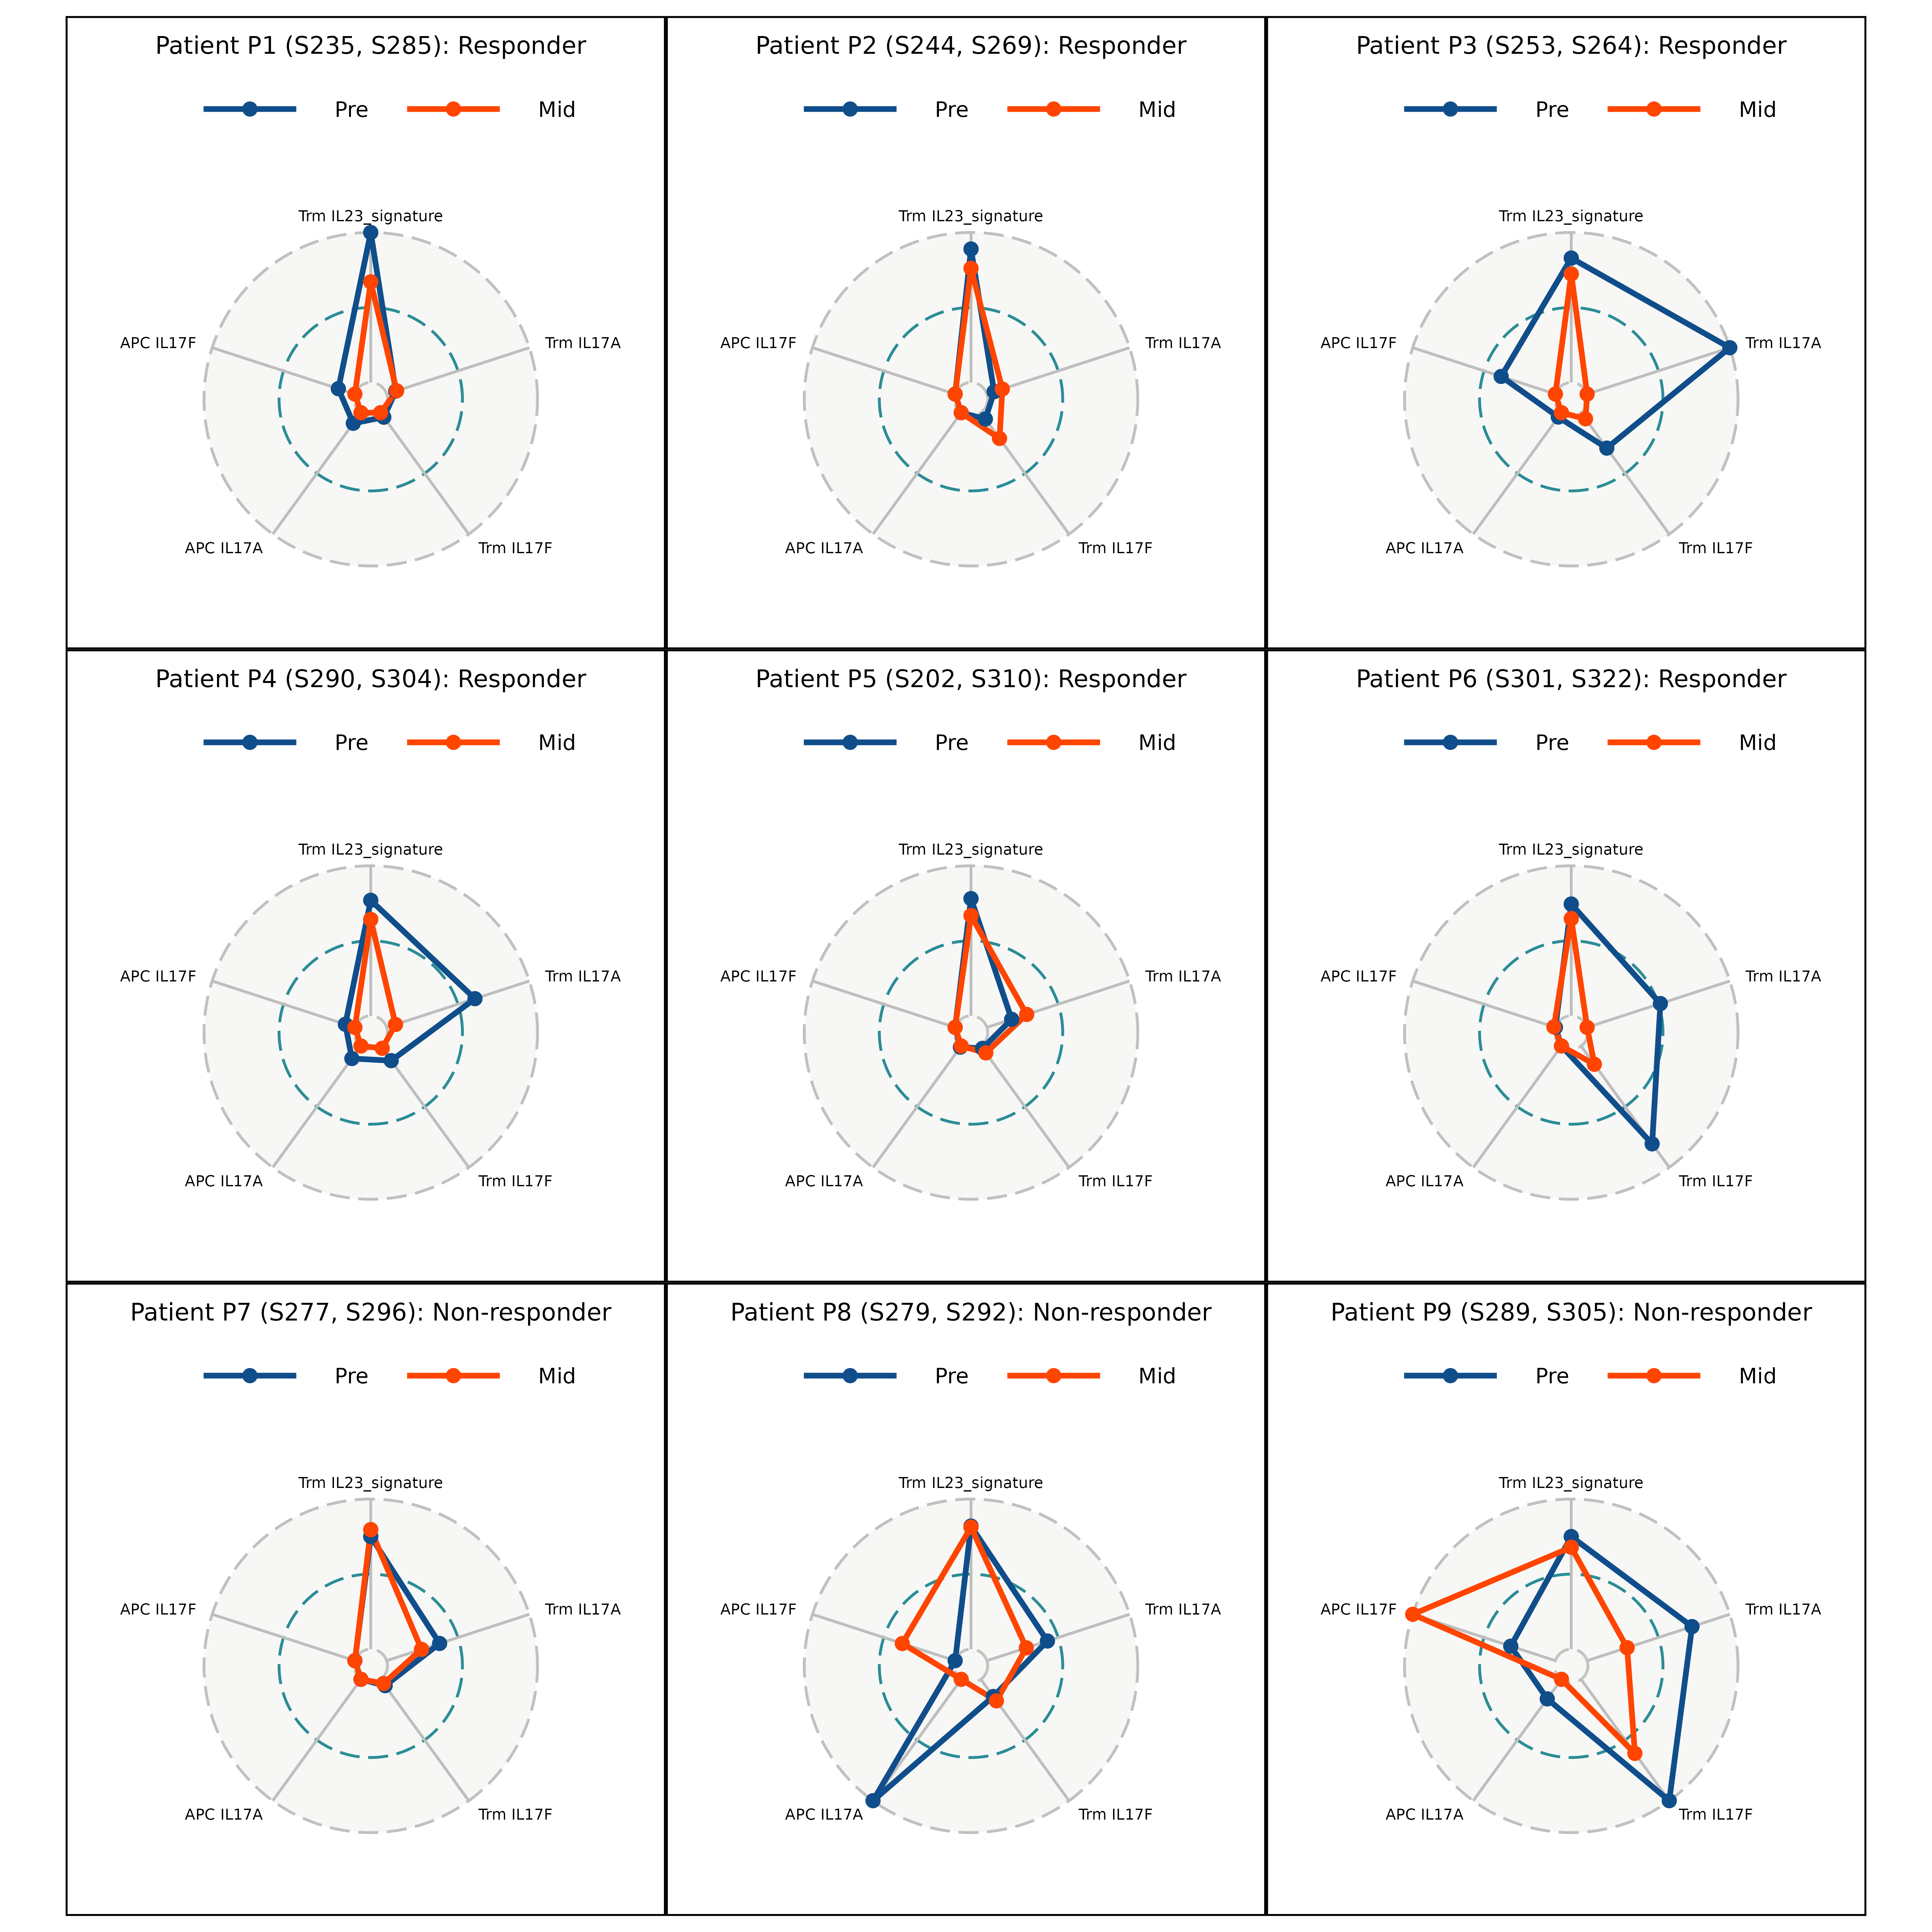 Patient P1 (S235, S285): Responder
Pre
Mid
Trm IL23_signature
APC IL17F
Trm IL17A
APC IL17A
Trm IL17F
Patient P2 (S244, S269): Responder
Pre
Mid
Trm IL23_signature
APC IL17F
Trm IL17A
APC IL17A
Trm IL17F
Patient P3 (S253, S264): Responder
Pre
Mid
Trm IL23_signature
APC IL17F
Trm IL17A
APC IL17A
Trm IL17F
Patient P4 (S290, S304): Responder
Pre
Mid
Trm IL23_signature
APC IL17F
Trm IL17A
APC IL17A
Trm IL17F
Patient P5 (S202, S310): Responder
Pre
Mid
Trm IL23_signature
APC IL17F
Trm IL17A
APC IL17A
Trm IL17F
Patient P6 (S301, S322): Responder
Pre
Mid
Trm IL23_signature
APC IL17F
Trm IL17A
APC IL17A
Trm IL17F
Patient P7 (S277, S296): Non-responder
Pre
Mid
Trm IL23_signature
APC IL17F
Trm IL17A
APC IL17A
Trm IL17F
Patient P8 (S279, S292): Non-responder
Pre
Mid
Trm IL23_signature
APC IL17F
Trm IL17A
APC IL17A
Trm IL17F
Patient P9 (S289, S305): Non-responder
Pre
Mid
Trm IL23_signature
APC IL17F
Trm IL17A
APC IL17A
Trm IL17F